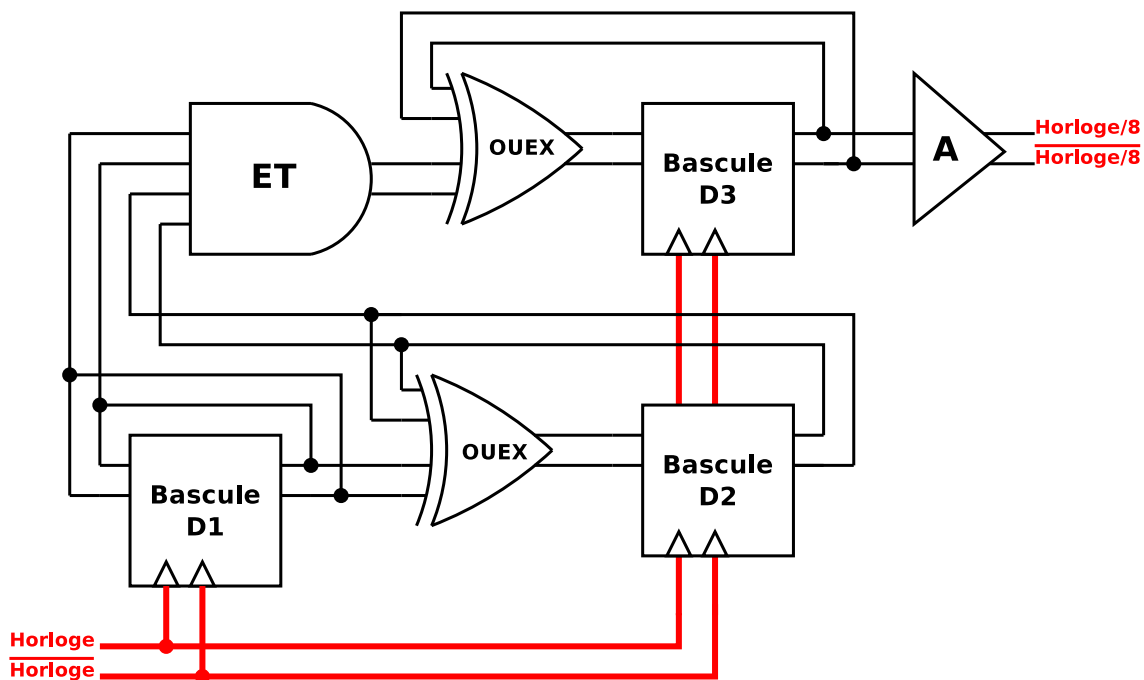 ET
OUEX
Bascule
D3
A
Horloge/8
Horloge/8
OUEX
Bascule
D2
Bascule
D1
Horloge
Horloge